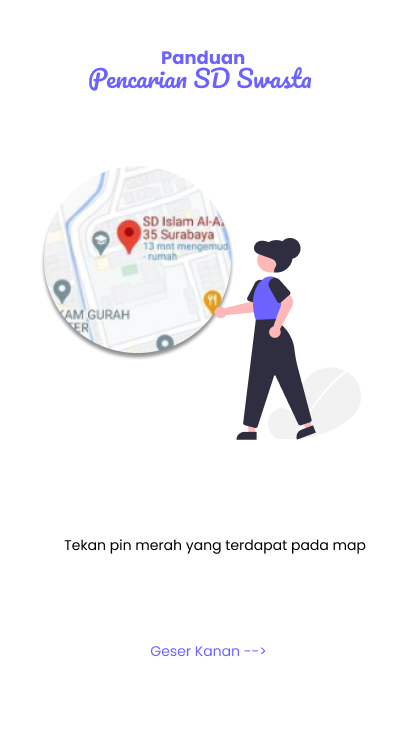 Panduan
Pencarian SD Swasta
SD Islam Al-A
35 Surabaya
13 mnt mengemud
- rumah
KAM GURAH
TER
Tekan pin merah yang terdapat pada map
Geser Kanan -->